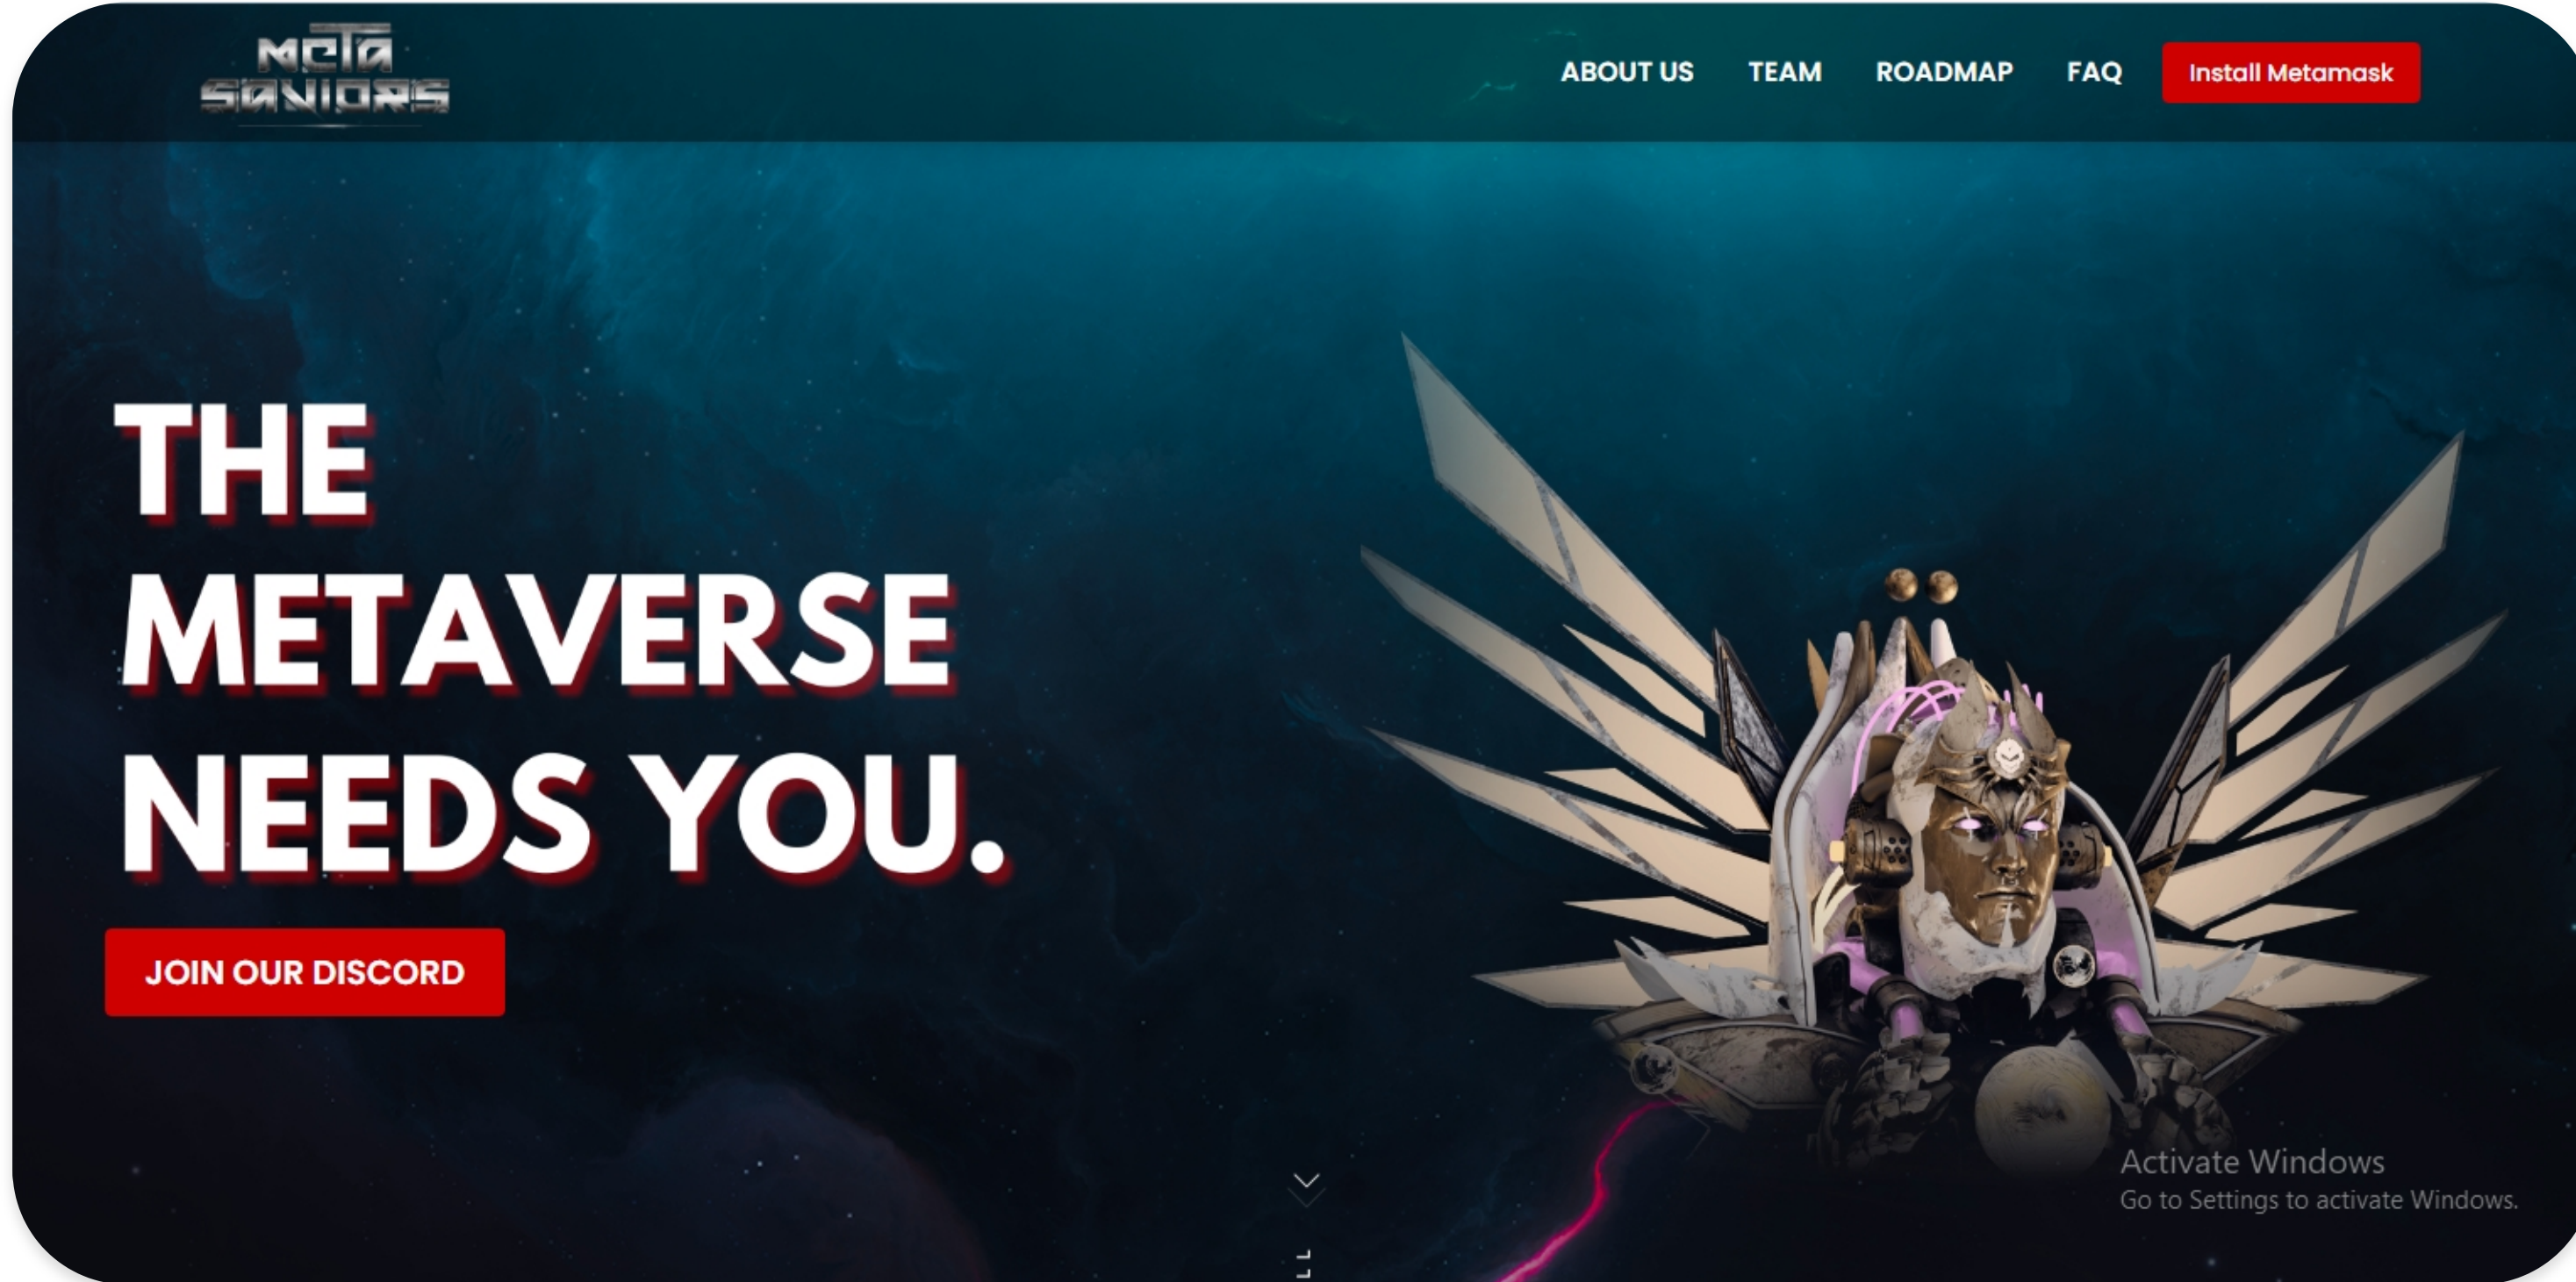 META
SAVIORS
ABOUT US
TEAM
ROADMAP
FAQ
Install Metamask
THE
METAVERSE
NEEDS YOU.
JOIN OUR DISCORD
Activate Windows
Go to Settings to activate Windows.